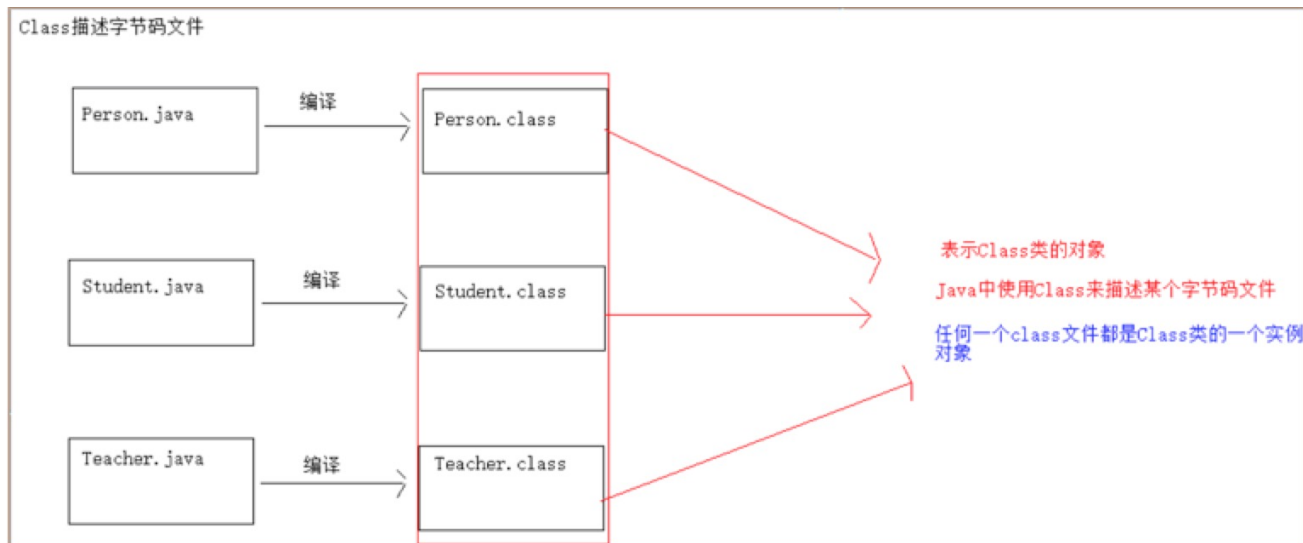 Class描述字节码文件
Person.java
编译
Person.class
表示Class类的对象
Student.java
编译
Student.class
Java中使用Class来描述某个字节码文件
任何一个class文件都是Class类的一个实例
对象
Teacher.java
编译
Teacher.class